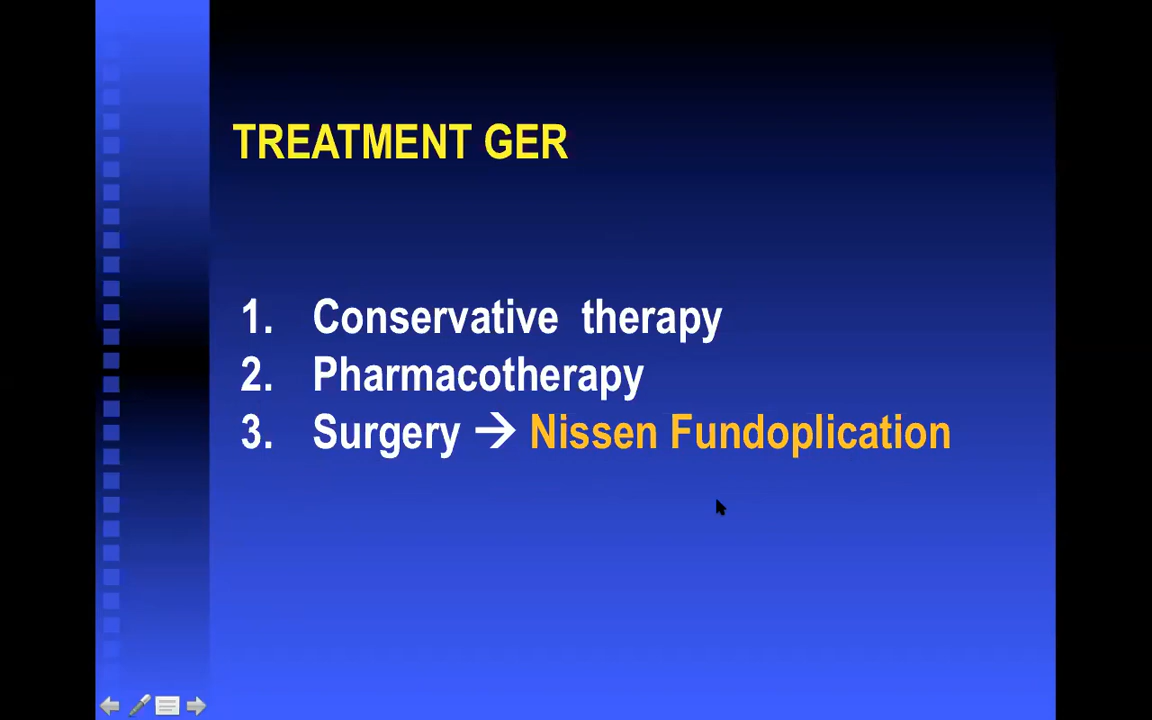 TREATMENT GER
1. Conservative therapy
2. Pharmacotherapy
3. Surgery → Nissen Fundoplication